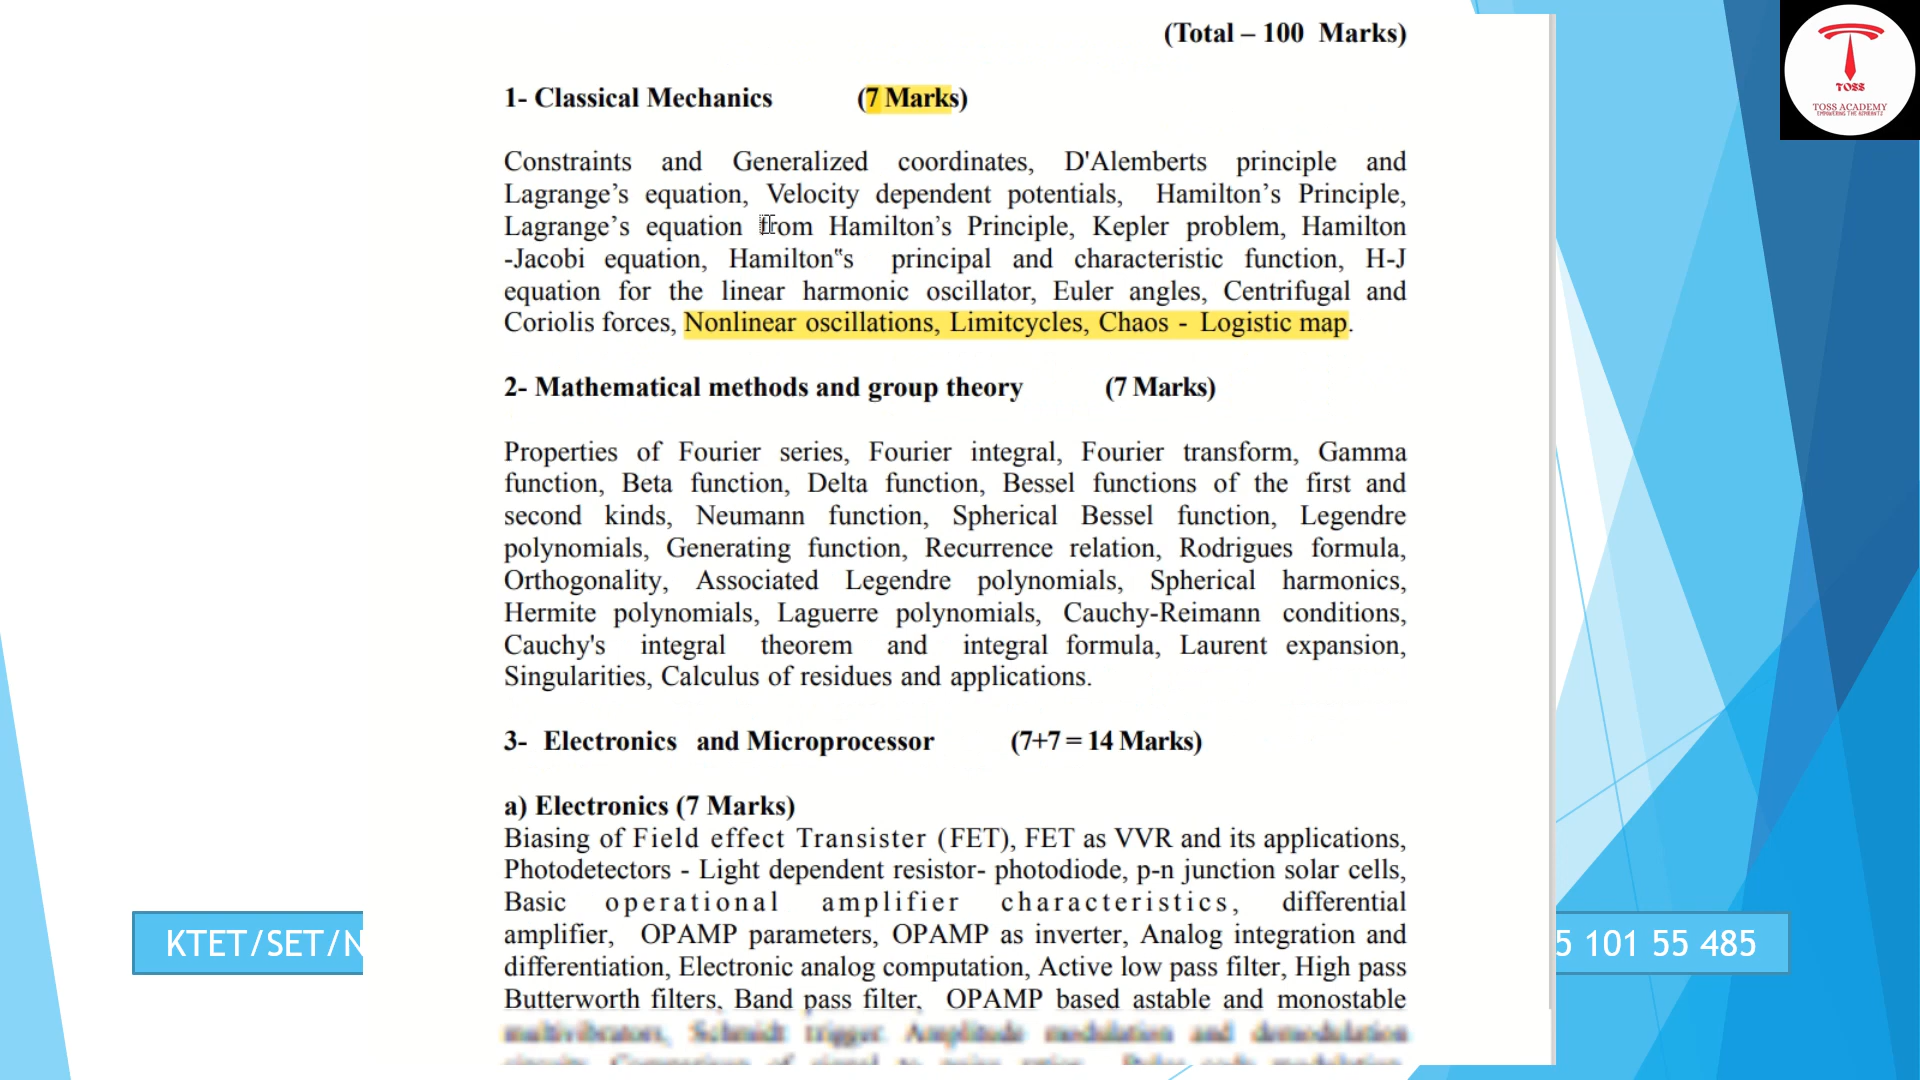 (Total – 100 Marks)
TOSS
TOSS ACADEMY
EMPOWERING THE ASPIRANTS
1- Classical Mechanics (7 Marks)
Constraints and Generalized coordinates, D'Alemberts principle and
Lagrange’s equation, Velocity dependent potentials, Hamilton’s Principle,
Lagrange’s equation from Hamilton’s Principle, Kepler problem, Hamilton
-Jacobi equation, Hamilton‟s principal and characteristic function, H-J
equation for the linear harmonic oscillator, Euler angles, Centrifugal and
Coriolis forces, Nonlinear oscillations, Limitcycles, Chaos - Logistic map.
2- Mathematical methods and group theory (7 Marks)
Properties of Fourier series, Fourier integral, Fourier transform, Gamma
function, Beta function, Delta function, Bessel functions of the first and
second kinds, Neumann function, Spherical Bessel function, Legendre
polynomials, Generating function, Recurrence relation, Rodrigues formula,
Orthogonality, Associated Legendre polynomials, Spherical harmonics,
Hermite polynomials, Laguerre polynomials, Cauchy-Reimann conditions,
Cauchy's integral theorem and integral formula, Laurent expansion,
Singularities, Calculus of residues and applications.
3- Electronics and Microprocessor (7+7 = 14 Marks)
a) Electronics (7 Marks)
Biasing of Field effect Transister (FET), FET as VVR and its applications,
Photodetectors - Light dependent resistor- photodiode, p-n junction solar cells,
Basic operational amplifier characteristics, differential
amplifier, OPAMP parameters, OPAMP as inverter, Analog integration and
differentiation, Electronic analog computation, Active low pass filter, High pass
Butterworth filters, Band pass filter, OPAMP based astable and monostable
multivibrators, Schmidt trigger. Amplitude modulation and demodulation
KTET/SET/N
5 101 55 485